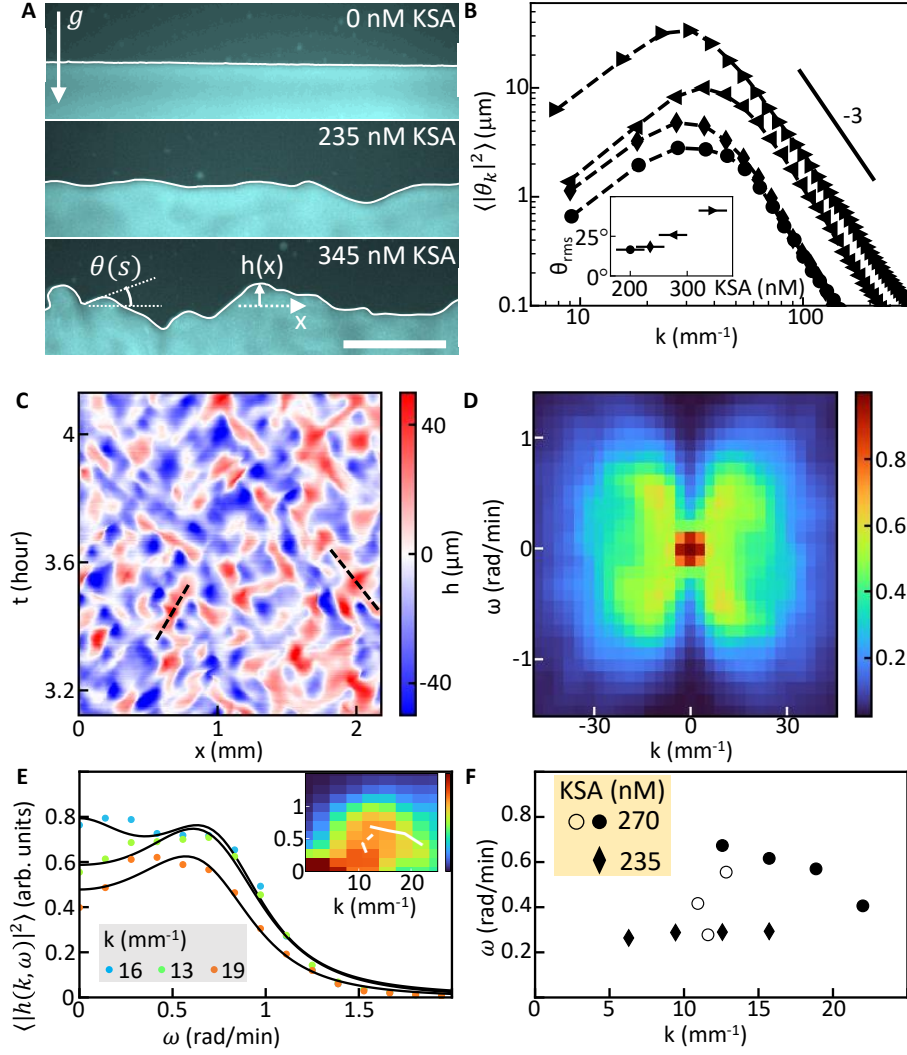 A
g
0 nM KSA
235 nM KSA
345 nM KSA
θ(s)
h(x)
x
B
⟨|θₖ|²⟩ (μm)
10
1
0.1
-3
θrms
25°
0°
200
300
KSA (nM)
10
100
k (mm⁻¹)
C
t (hour)
4
3.6
3.2
0
1
2
x (mm)
40
0
-40
h (μm)
D
ω (rad/min)
1
0
-1
-30
0
30
k (mm⁻¹)
0.8
0.6
0.4
0.2
E
⟨|h(k,ω)|²⟩ (arb. units)
0.8
0.6
0.4
0.2
0
k (mm⁻¹)
16
13
19
0
0.5
1
1.5
ω (rad/min)
1
0.5
0
0
10
20
k (mm⁻¹)
F
ω (rad/min)
0.8
0.6
0.4
0.2
0
KSA (nM)
270
235
0
5
10
15
20
25
k (mm⁻¹)